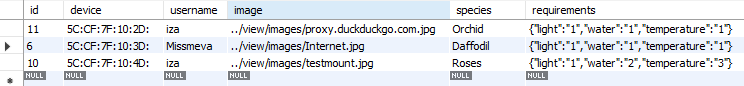 id device username image species requirements
11 5C:CF:7F:10:2D: iza ../view/images/proxy.duckduckgo.com.jpg Orchid {"light":"1","water":"1","temperature":"1"}
6 5C:CF:7F:10:3D: Missmeva ../view/images/Internet.jpg Daffodil {"light":"1","water":"1","temperature":"1"}
10 5C:CF:7F:10:4D: iza ../view/images/testmount.jpg Roses {"light":"1","water":"2","temperature":"3"}
NULL NULL NULL NULL NULL NULL